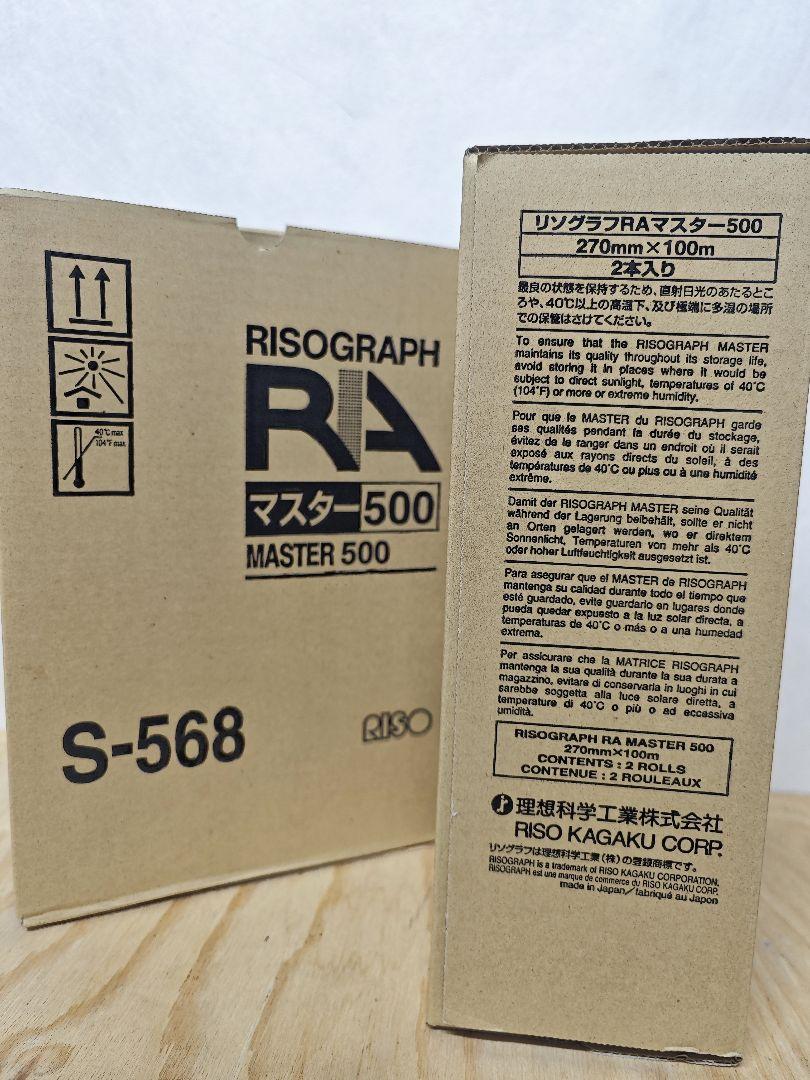 40℃ max
104°F max
RISOGRAPH
RA
マスター500
MASTER 500
S-568
RISO
リソグラフRAマスター500
270mm×100m
2本入り
最良の状態を保持するため、直射日光のあたるとこ
ろや、40℃以上の高温下、及び極端に多湿の場所
での保管はさけてください。
To ensure that the RISOGRAPH MASTER
maintains its quality throughout its storage life,
avoid storing it in places where it would be
subject to direct sunlight, temperatures of 40℃
(104°F) or more or extreme humidity.
Pour que le MASTER du RISOGRAPH garde
ses qualités pendant la durée du stockage,
évitez de le ranger dans un endroit où il serait
exposé aux rayons directs du soleil, à des
températures de 40℃ ou plus ou à une humidité
extrême.
Damit der RISOGRAPH MASTER seine Qualität
während der Lagerung beibehält, sollte er nicht
an Orten gelagert werden, wo er direktem
Sonnenlicht, Temperaturen von mehr als 40℃
oder hoher Luftfeuchtigkeit ausgesetzt ist.
Para asegurar que el MASTER de RISOGRAPH
mantenga su calidad durante todo el tiempo que
esté guardado, evite guardarlo en lugares donde
pueda quedar expuesto a la luz solar directa, a
temperaturas de 40℃ o más o a una humedad
extrema.
Per assicurare che la MATRICE RISOGRAPH
mantenga la sua qualità durante la sua durata a
magazzino, evitare di conservarla in luoghi in cui
sarebbe soggetta alla luce solare diretta, a
temperature di 40℃ o più o ad eccessiva
umidità.
RISOGRAPH RA MASTER 500
270mm×100m
CONTENTS : 2 ROLLS
CONTENUE : 2 ROULEAUX
理想科学工業株式会社
RISO KAGAKU CORP.
リソグラフは理想科学工業(株)の登録商標です。
RISOGRAPH is a trademark of RISO KAGAKU CORPORATION.
RISOGRAPH est une marque de commerce du RISO KAGAKU CORP.
made in Japan/fabriqué au Japon